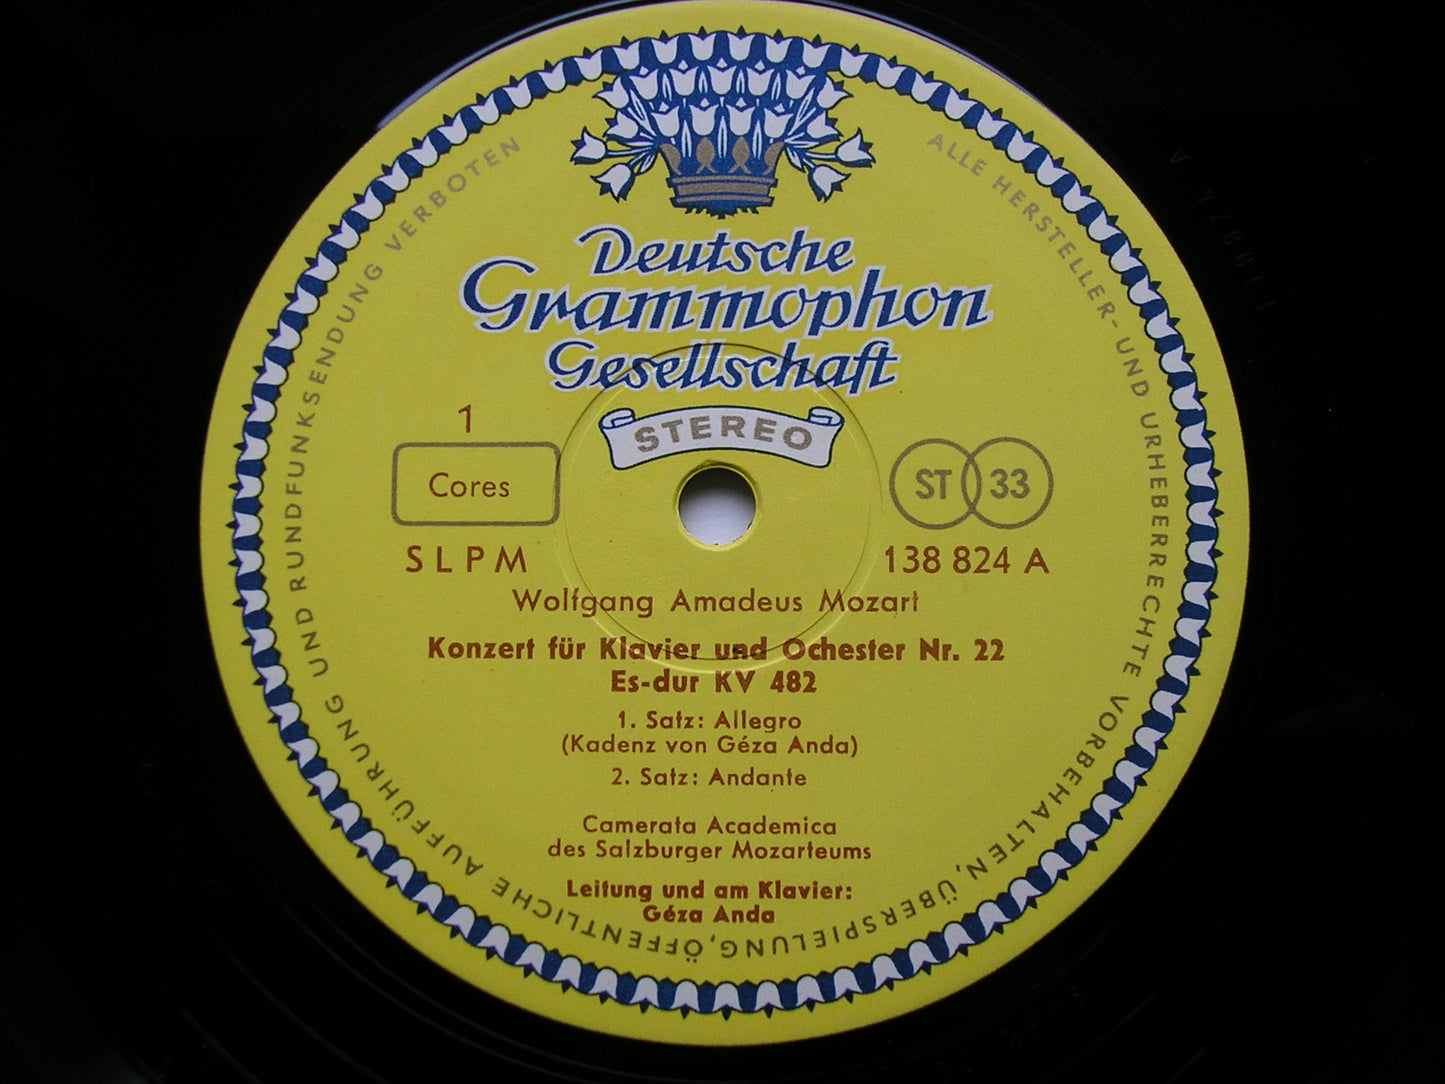 Deutsche
Grammophon
Gesellschaft
STEREO
1
Cores
ST 33
SLPM
138 824 A
Wolfgang Amadeus Mozart
Konzert für Klavier und Ochester Nr. 22
Es-dur KV 482
1. Satz: Allegro
(Kadenz von Géza Anda)
2. Satz: Andante
Camerata Academica
des Salzburger Mozarteums
Leitung und am Klavier:
Géza Anda
ALLE HERSTELLER- UND URHEBERRECHTE VORBEHALTEN, ÜBERSPIELUNG, ÖFFENTLICHE AUFFÜHRUNG UND RUNDFUNKSENDUNG VERBOTEN